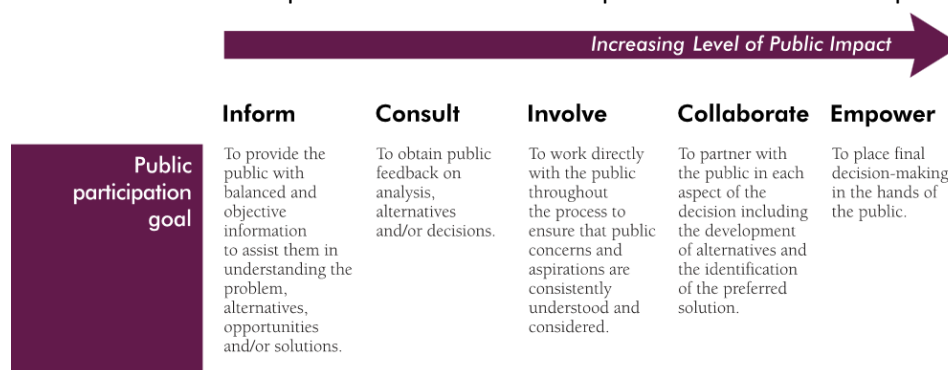 Increasing Level of Public Impact
Inform
Consult
Involve
Collaborate
Empower
Public
participation
goal
To provide the
public with
balanced and
objective
information
to assist them in
understanding the
problem,
alternatives,
opportunities
and/or solutions.
To obtain public
feedback on
analysis,
alternatives
and/or decisions.
To work directly
with the public
throughout
the process to
ensure that public
concerns and
aspirations are
consistently
understood and
considered.
To partner with
the public in each
aspect of the
decision including
the development
of alternatives and
the identification
of the preferred
solution.
To place final
decision-making
in the hands of
the public.